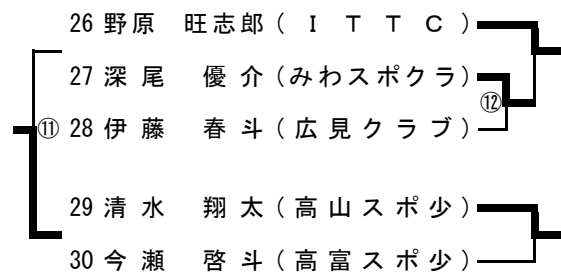 26 野原 旺志郎 (ＩＴＴＣ)
27 深尾 優介 (みわスポクラ)
⑫
⑪ 28 伊藤 春斗 (広見クラブ)
29 清水 翔太 (高山スポ少)
30 今瀬 啓斗 (高富スポ少)